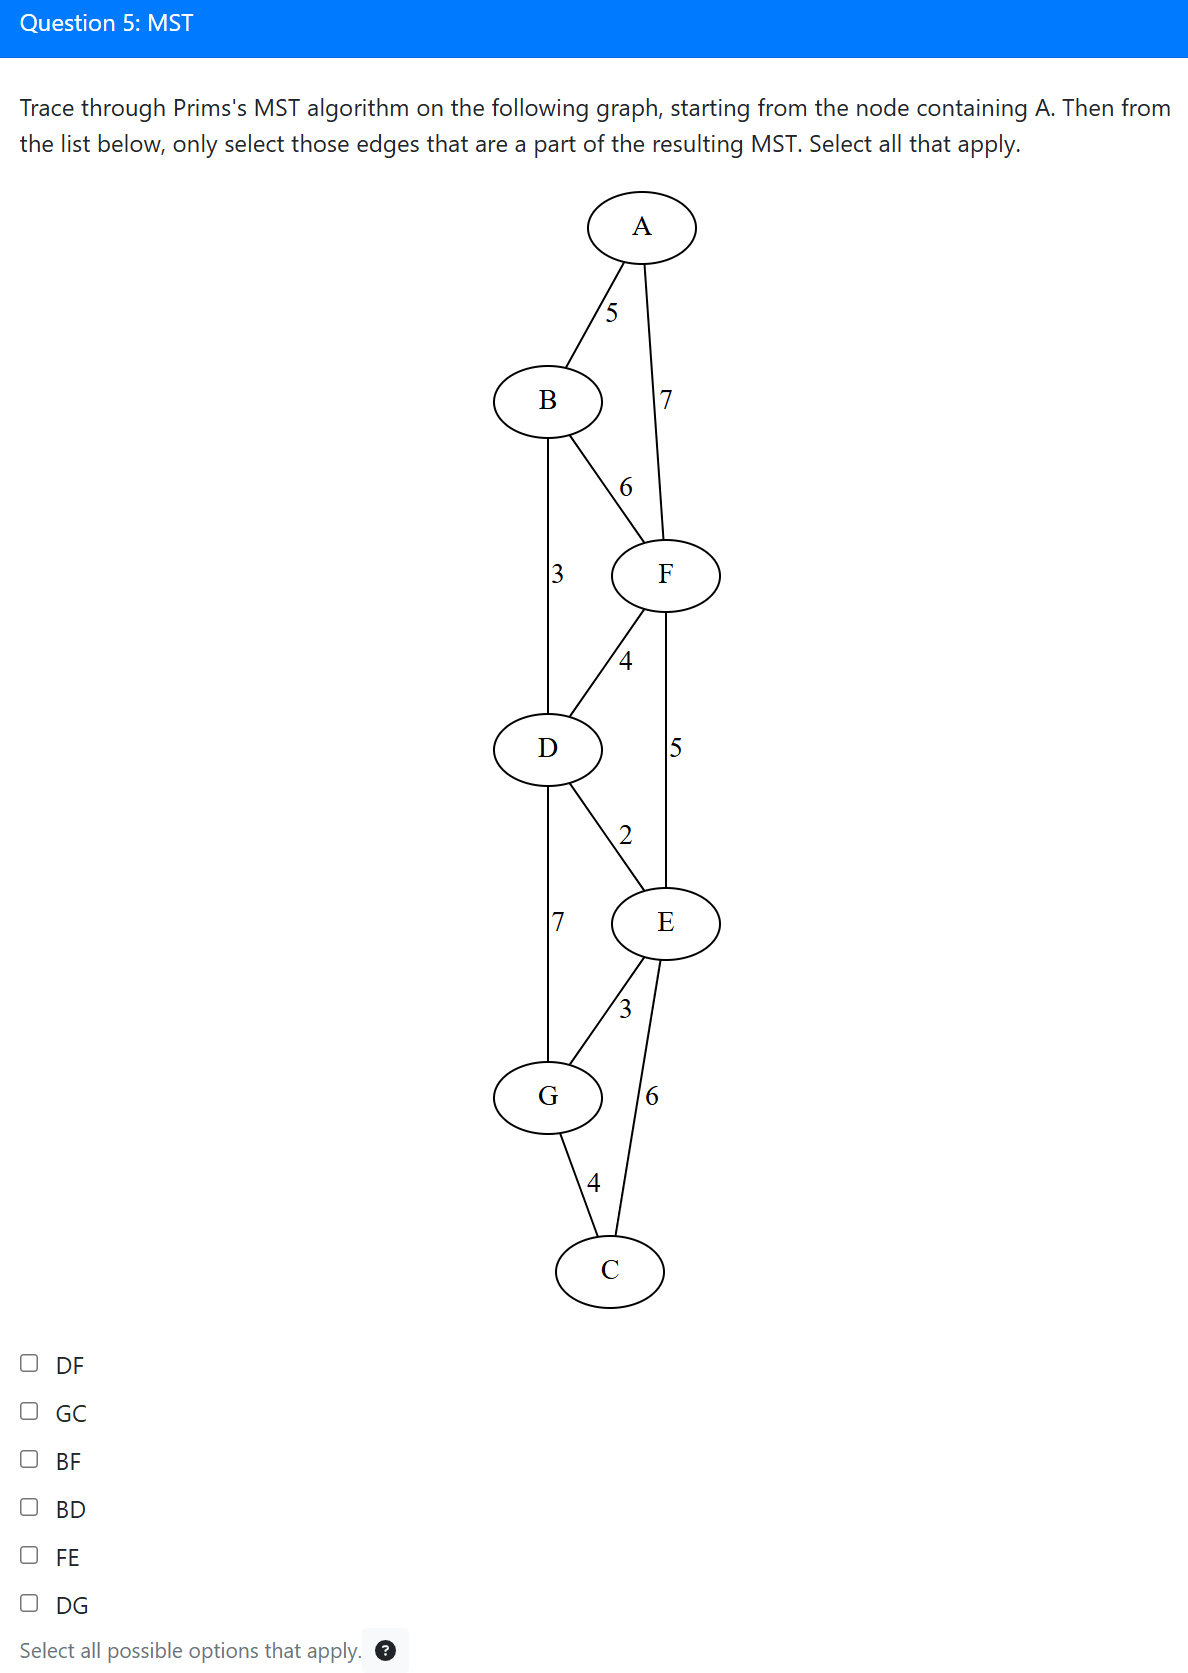 Question 5: MST
Trace through Prims's MST algorithm on the following graph, starting from the node containing A. Then from
the list below, only select those edges that are a part of the resulting MST. Select all that apply.
A
5
B
7
6
3
F
4
D
5
2
7
E
3
G
6
4
C
DF
GC
BF
BD
FE
DG
Select all possible options that apply. ?